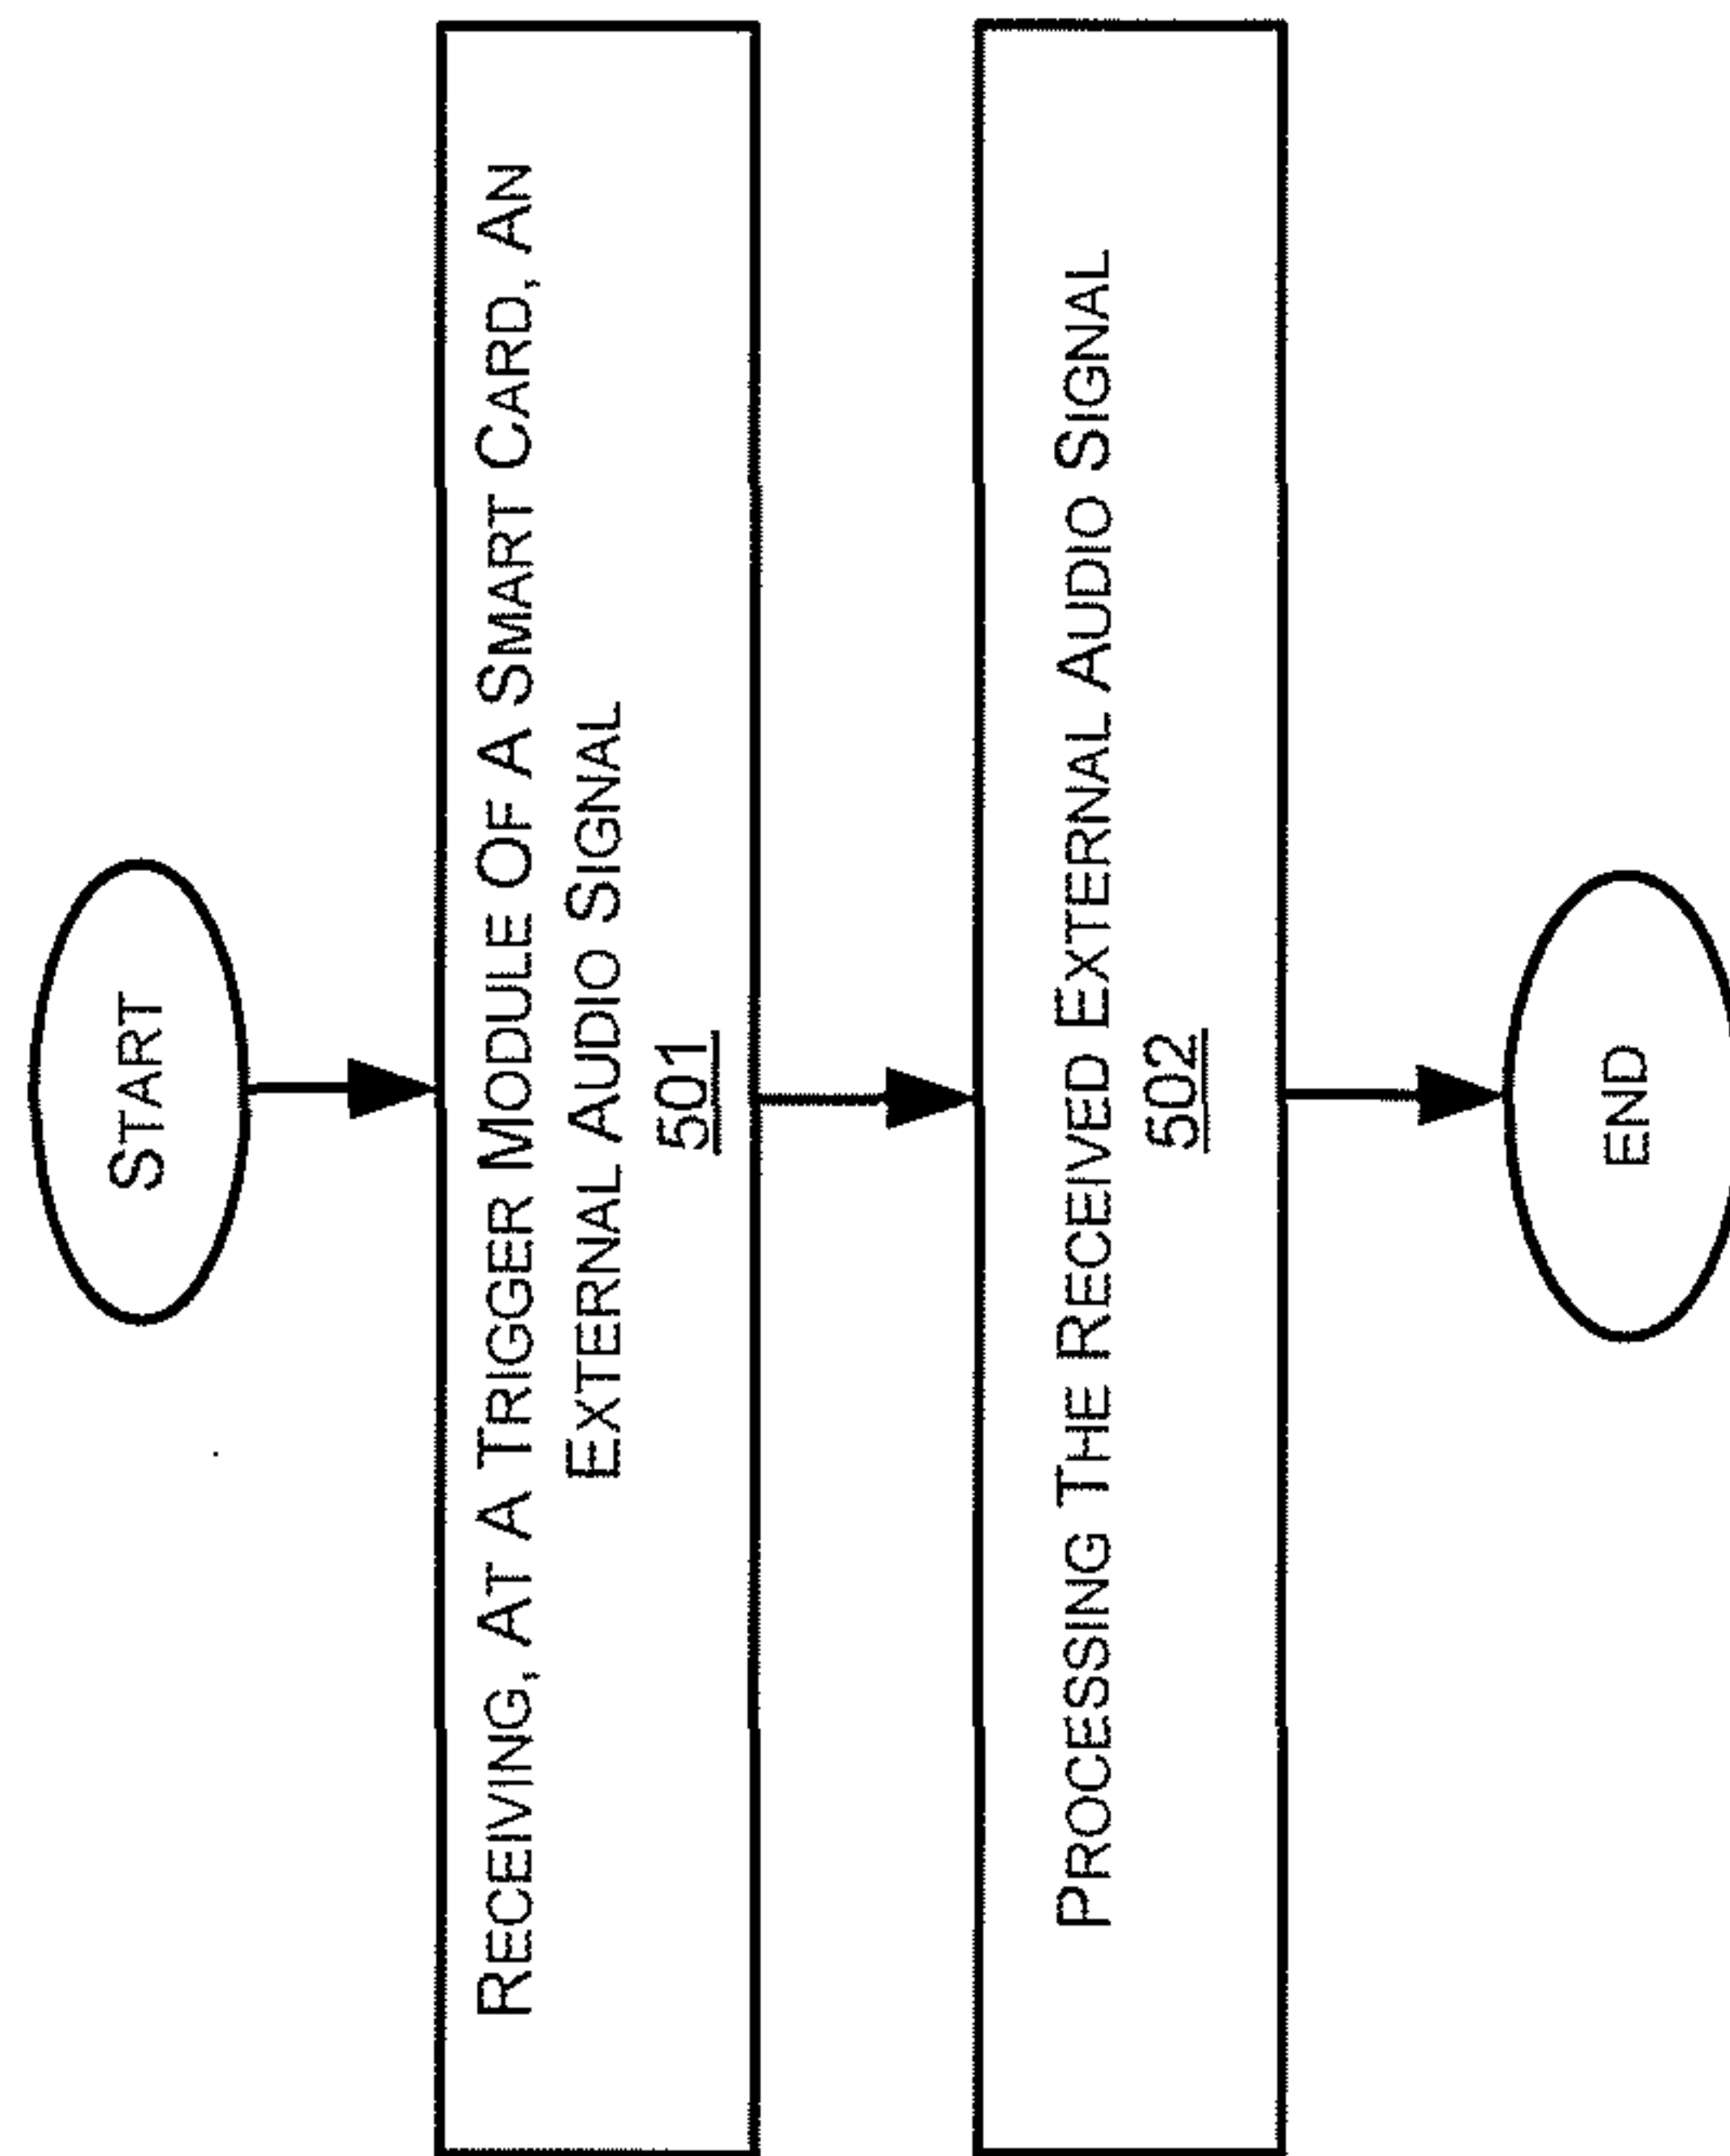 START
RECEIVING, AT A TRIGGER MODULE OF A SMART CARD, AN
EXTERNAL AUDIO SIGNAL
501
PROCESSING THE RECEIVED EXTERNAL AUDIO SIGNAL
502
END